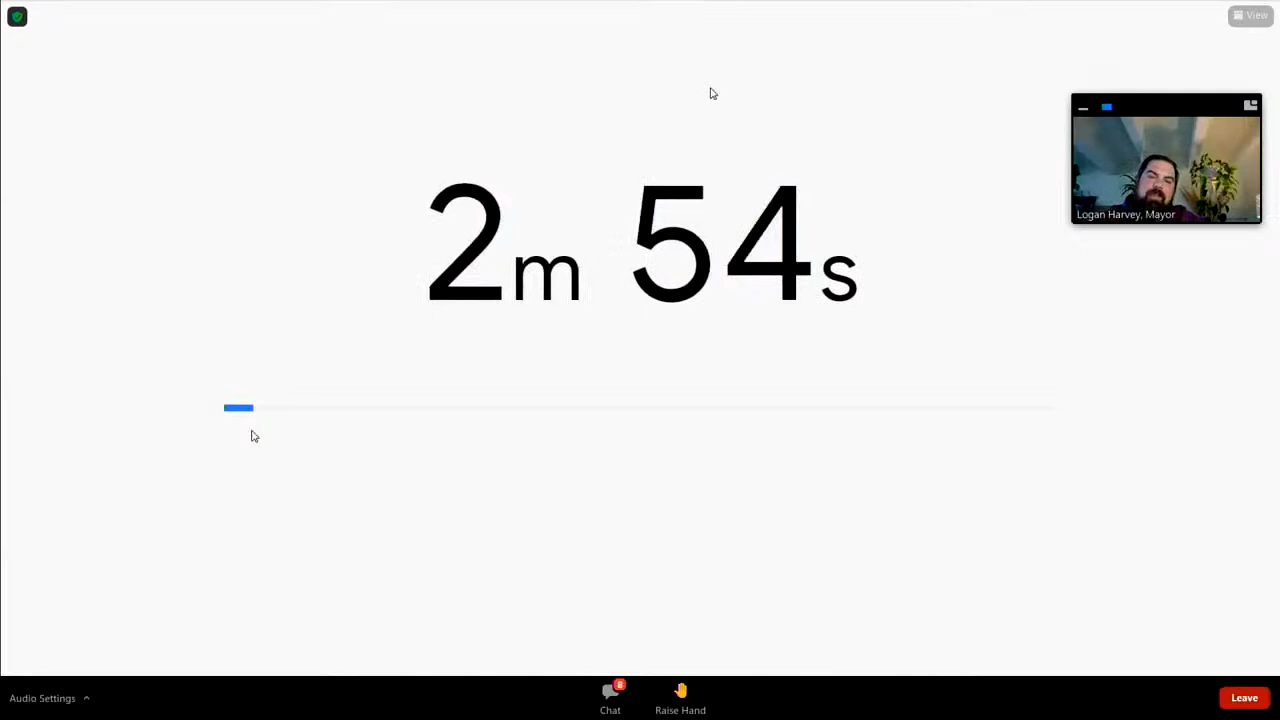 View
2m 54s
Logan Harvey, Mayor
Audio Settings
Chat
Raise Hand
Leave